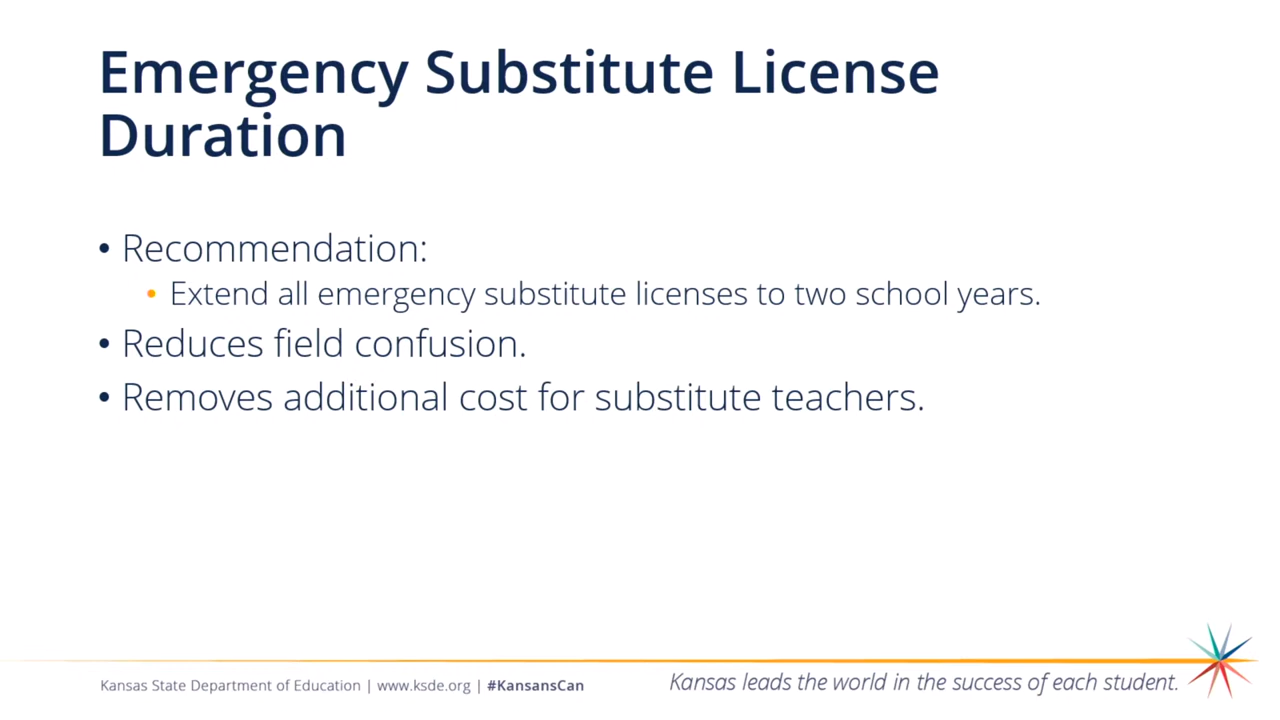 Emergency Substitute License
Duration
• Recommendation:
• Extend all emergency substitute licenses to two school years.
• Reduces field confusion.
• Removes additional cost for substitute teachers.
Kansas State Department of Education | www.ksde.org | #KansansCan
Kansas leads the world in the success of each student.